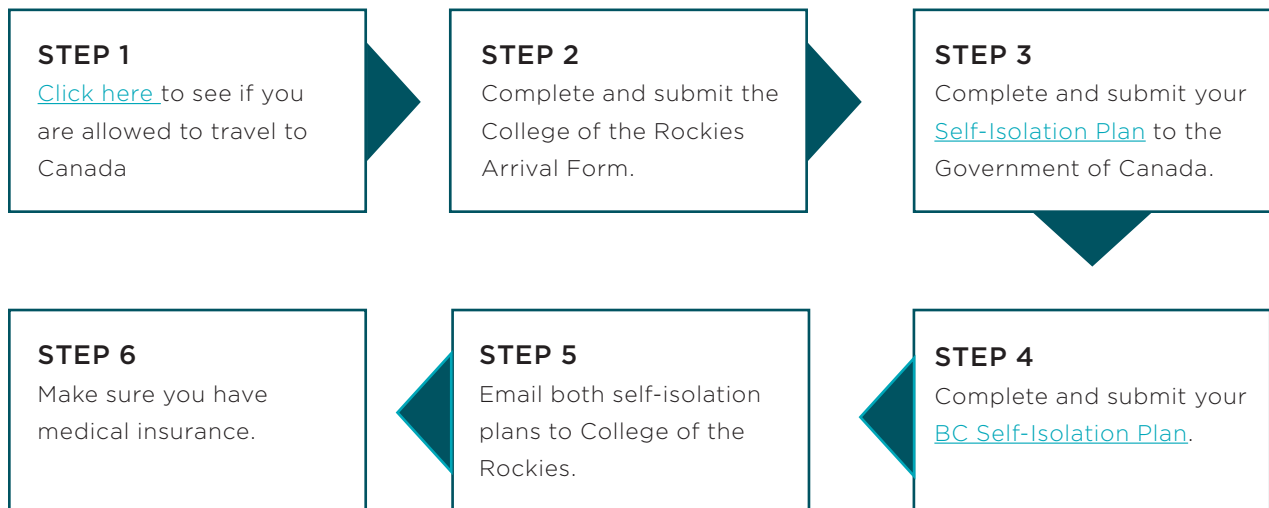 STEP 1
Click here to see if you
are allowed to travel to
Canada
STEP 2
Complete and submit the
College of the Rockies
Arrival Form.
STEP 3
Complete and submit your
Self-Isolation Plan to the
Government of Canada.
STEP 4
Complete and submit your
BC Self-Isolation Plan.
STEP 5
Email both self-isolation
plans to College of the
Rockies.
STEP 6
Make sure you have
medical insurance.